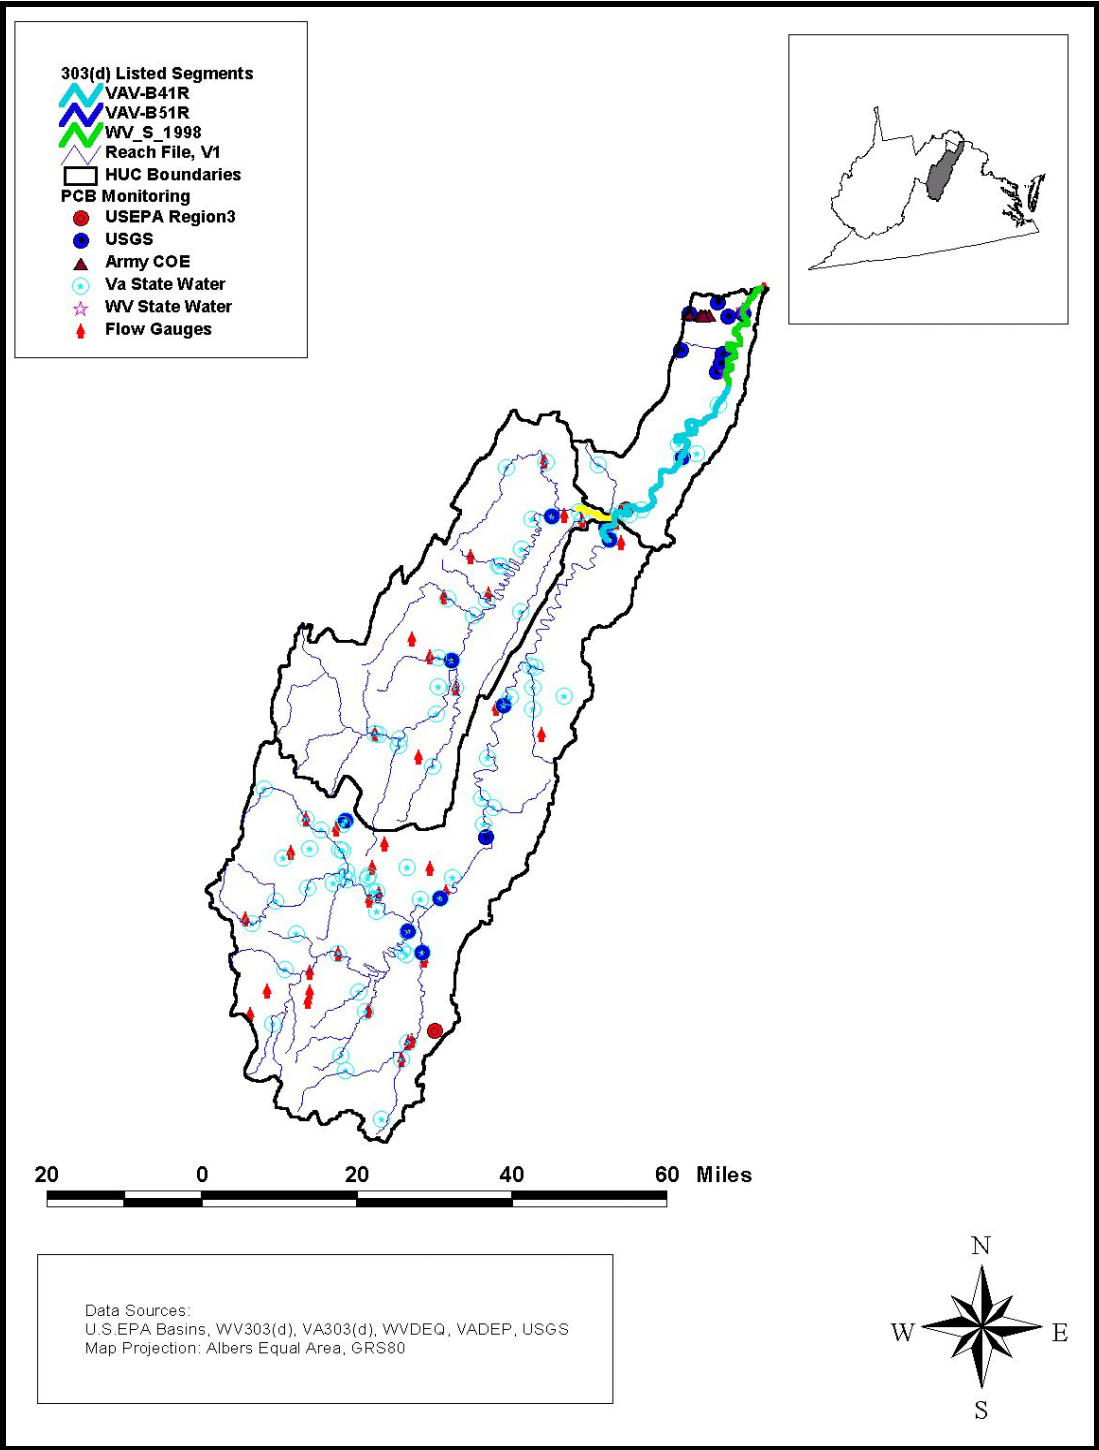 303(d) Listed Segments
VAV-B41R
VAV-B51R
WV_S_1998
Reach File, V1
HUC Boundaries
PCB Monitoring
USEPA Region3
USGS
Army COE
Va State Water
WV State Water
Flow Gauges
20 0 20 40 60 Miles
Data Sources:
U.S.EPA Basins, WV303(d), VA303(d), WVDEQ, VADEP, USGS
Map Projection: Albers Equal Area, GRS80
N
W E
S